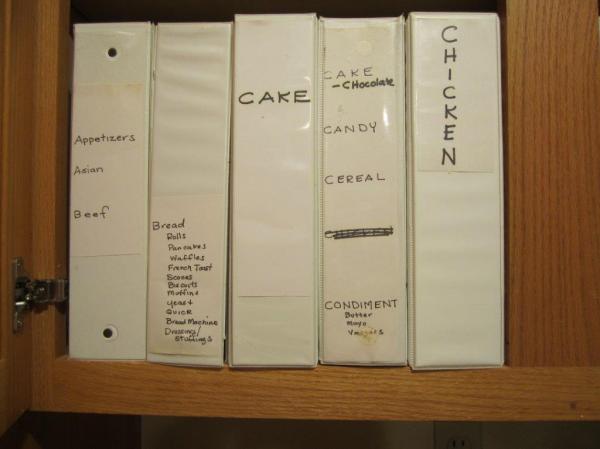 Appetizers
Asian
Beef
Bread
Rolls
Pancakes
Waffles
French Toast
Scones
Biscuits
Muffins
Yeast
Quick
Bread Machine
Dressings/
Stuffings
CAKE
CAKE
-CHocolate
CANDY
CEREAL
CONDIMENT
Butter
Mayo
CHICKEN